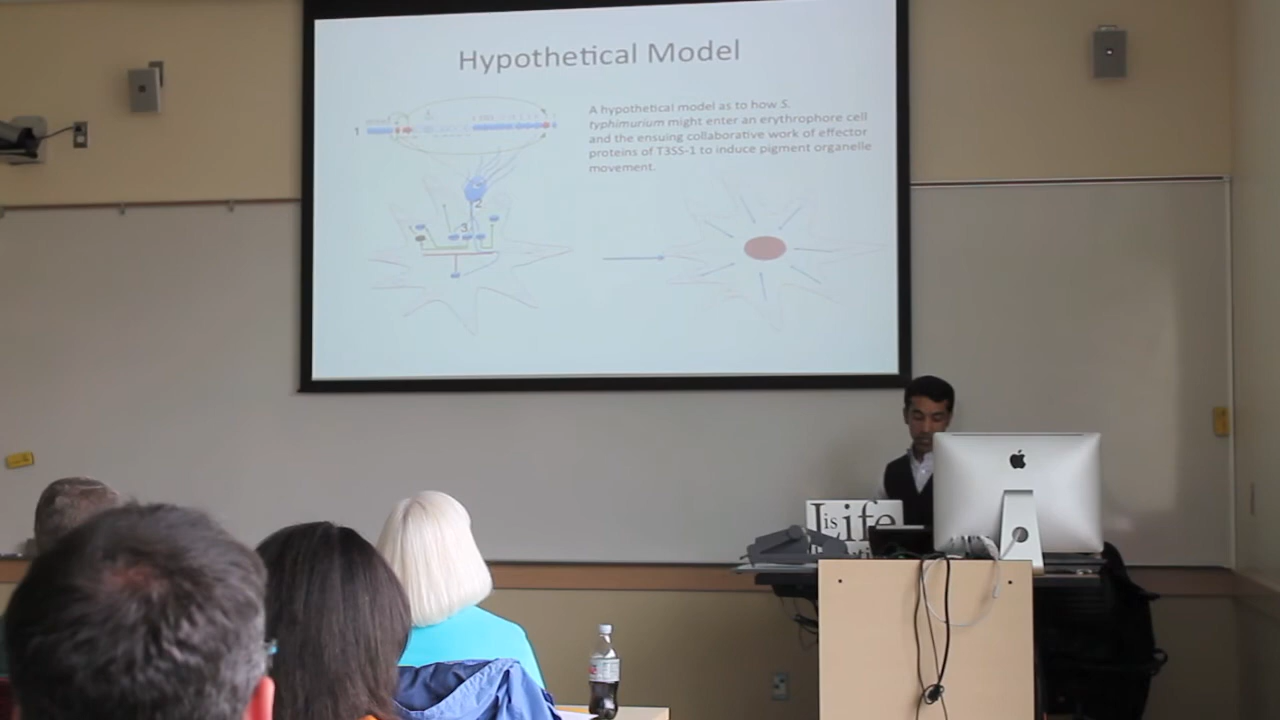 Hypothetical Model
A hypothetical model as to how S.
typhimurium might enter an erythrophore cell
and the ensuing collaborative work of effector
proteins of T3SS-1 to induce pigment organelle
movement.
1
2
3
is
Life